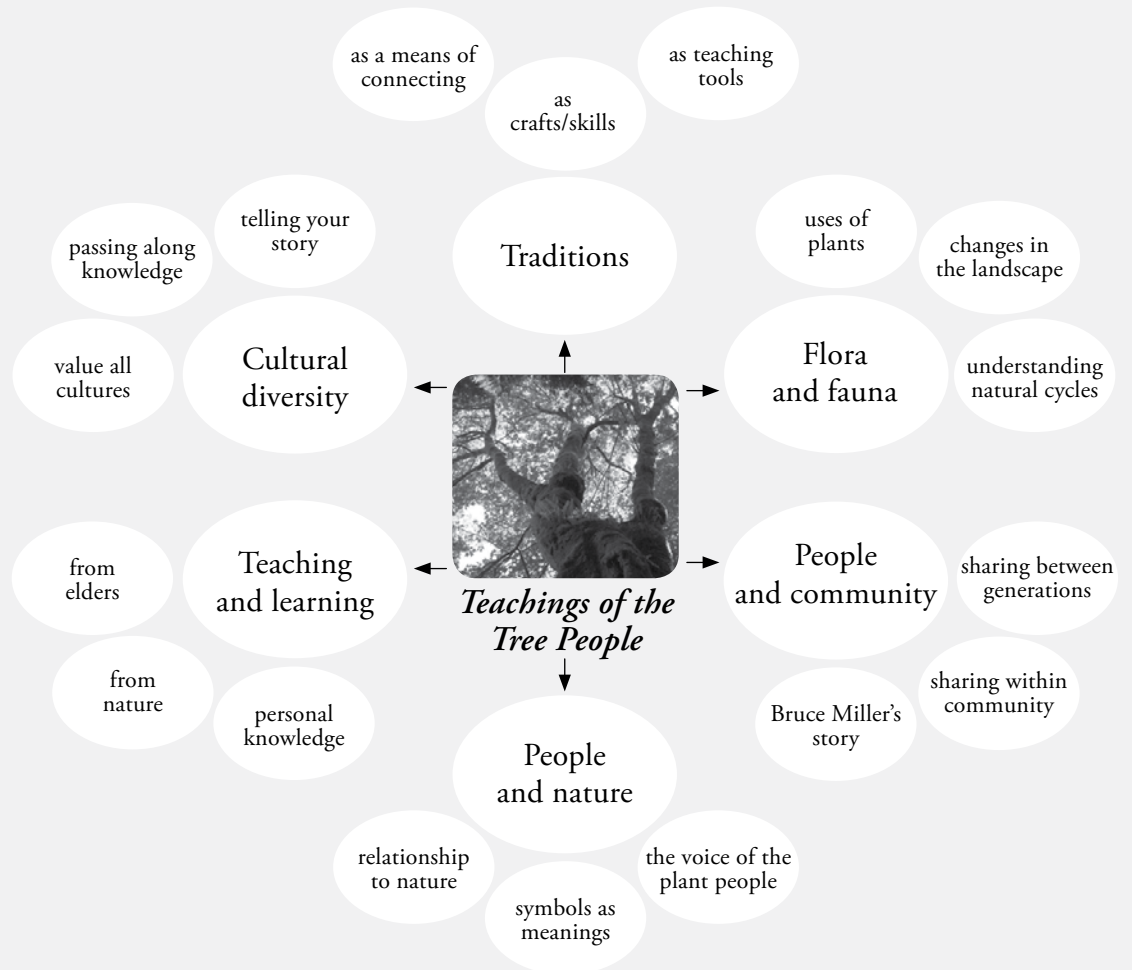 as a means of
connecting
as
crafts/skills
as teaching
tools
Traditions
telling your
story
passing along
knowledge
value all
cultures
Cultural
diversity
uses of
plants
changes in
the landscape
understanding
natural cycles
Flora
and fauna
Teachings of the
Tree People
from
elders
from
nature
personal
knowledge
Teaching
and learning
People
and community
sharing between
generations
sharing within
community
Bruce Miller’s
story
People
and nature
relationship
to nature
symbols as
meanings
the voice of the
plant people